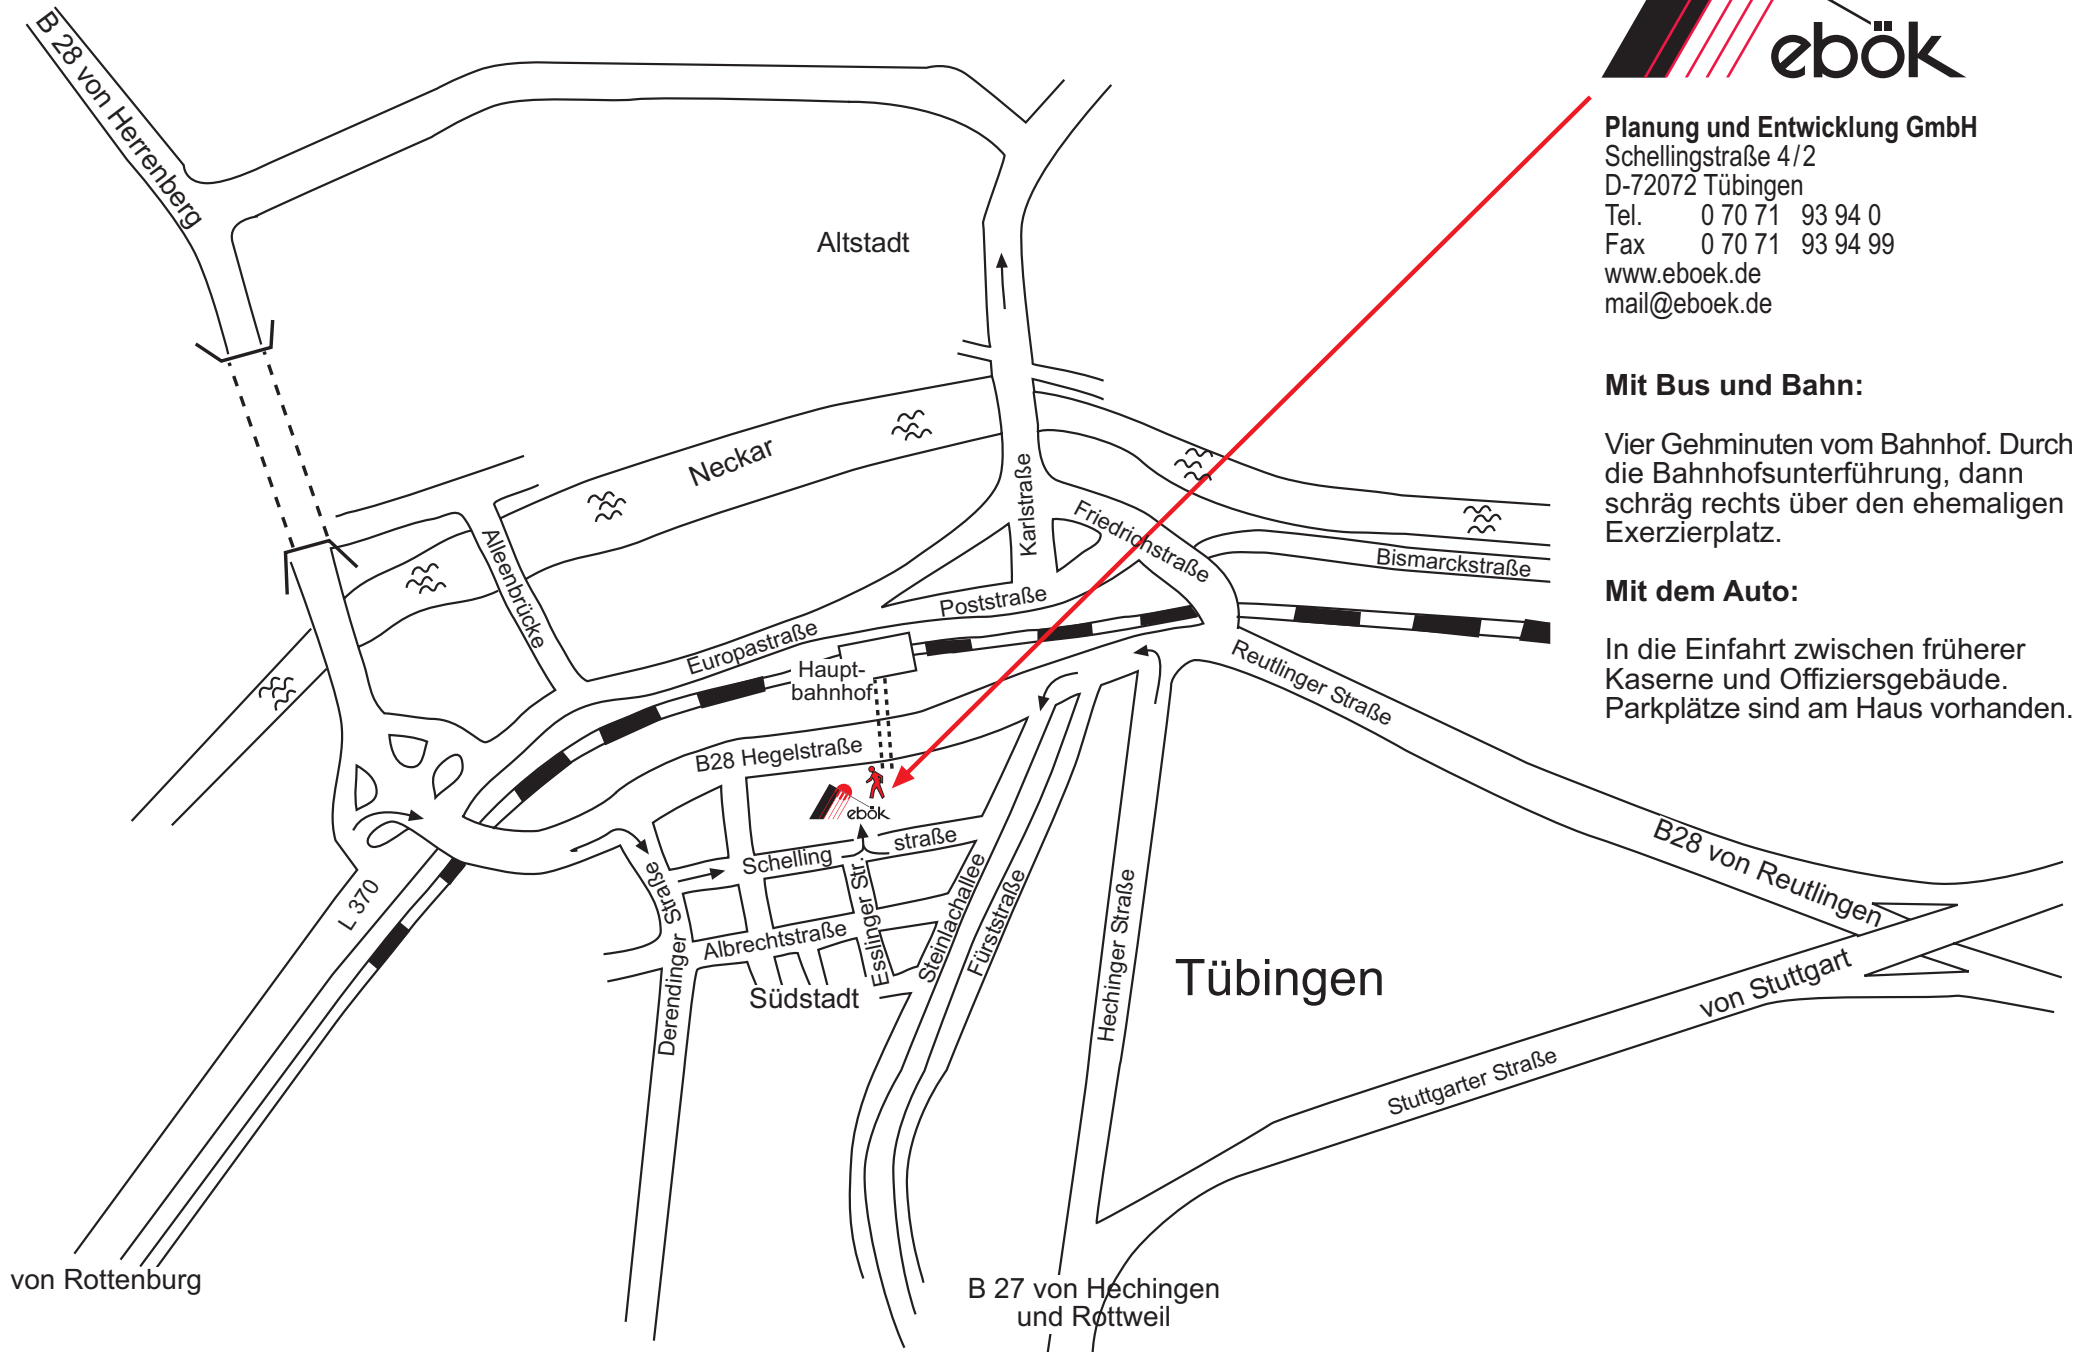 ebök
Planung und Entwicklung GmbH
Schellingstraße 4/2
D-72072 Tübingen
Tel. 0 70 71 93 94 0
Fax 0 70 71 93 94 99
www.eboek.de
mail@eboek.de
Mit Bus und Bahn:
Vier Gehminuten vom Bahnhof. Durch
die Bahnhofsunterführung, dann
schräg rechts über den ehemaligen
Exerzierplatz.
Mit dem Auto:
In die Einfahrt zwischen früherer
Kaserne und Offiziersgebäude.
Parkplätze sind am Haus vorhanden.
B 28 von Herrenberg
Altstadt
Neckar
Alleenbrücke
Karlstraße
Friedrichstraße
Bismarckstraße
Poststraße
Europastraße
Haupt-
bahnhof
Reutlinger Straße
B28 Hegelstraße
ebök
Schelling
straße
B28 von Reutlingen
L 370
Derendinger Straße
Albrechtstraße
Essslinger Str.
Steinlachallee
Fürststraße
Hechinger Straße
Südstadt
Tübingen
von Stuttgart
Stuttgarter Straße
von Rottenburg
B 27 von Hechingen
und Rottweil